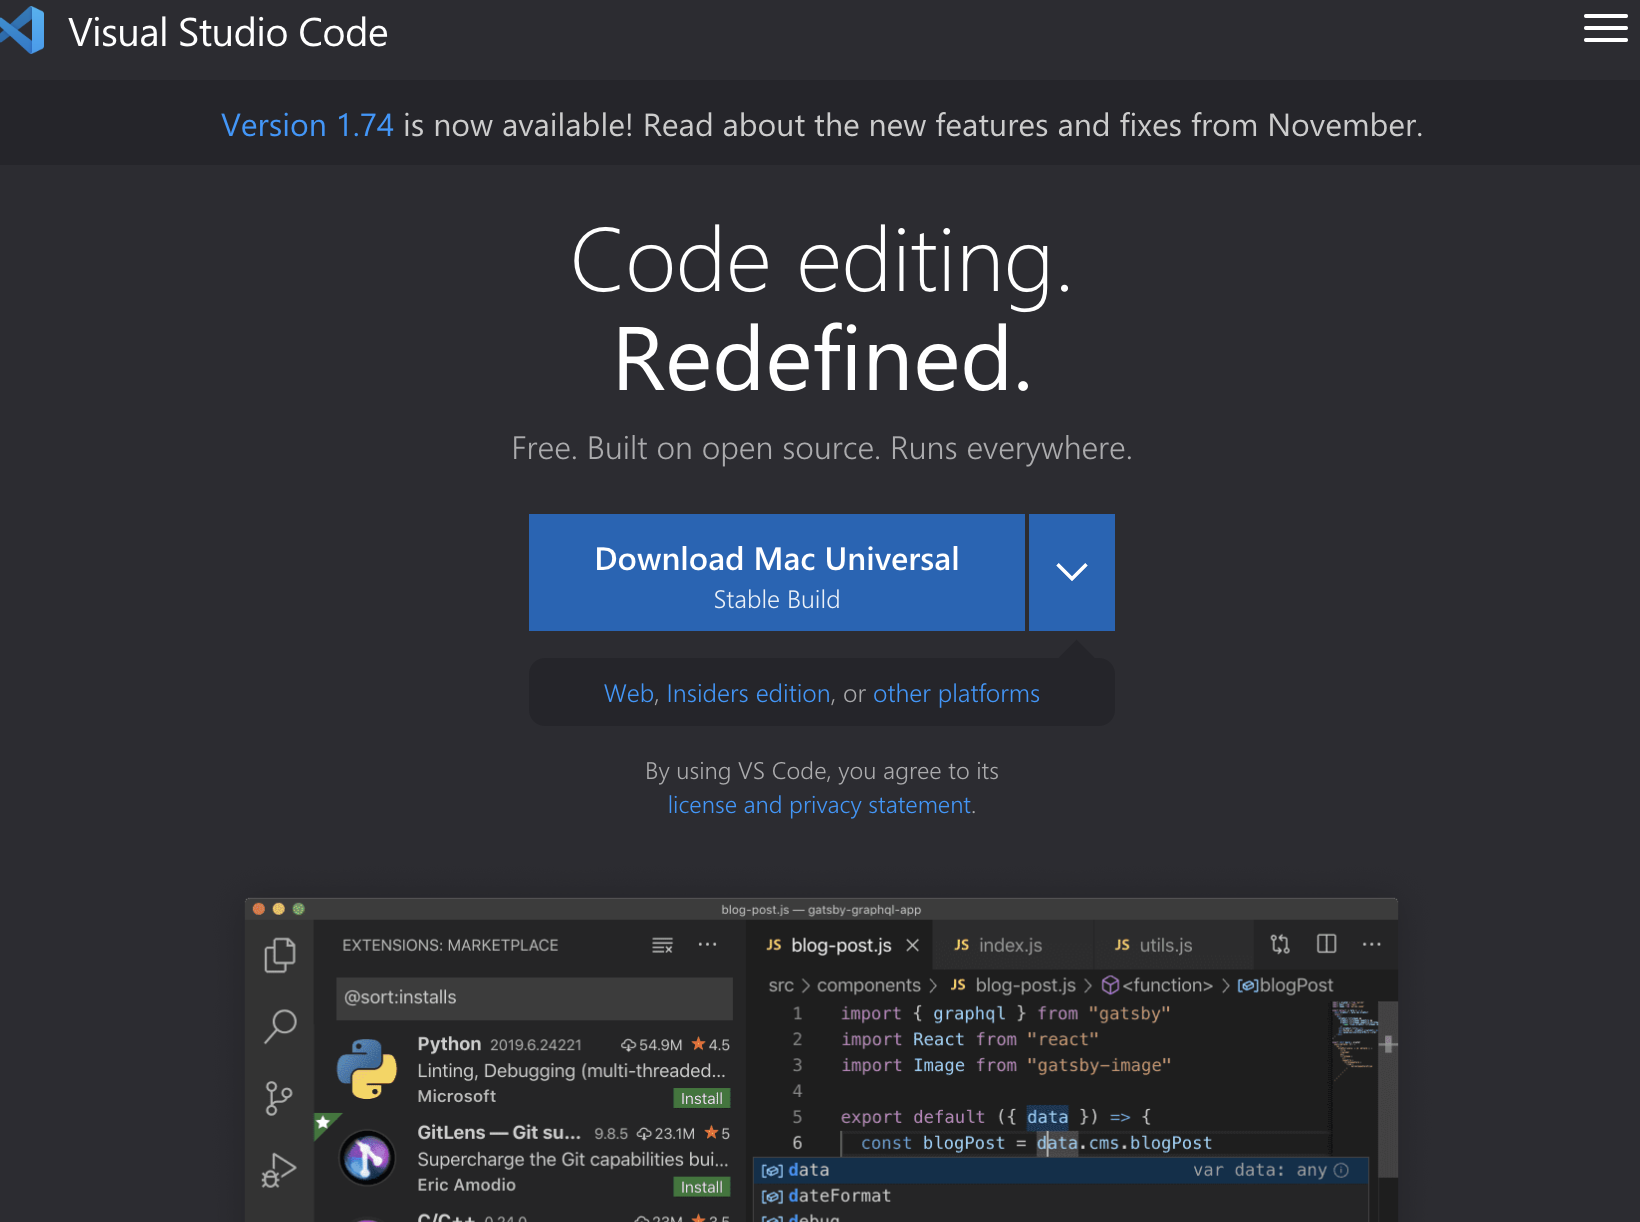 Visual Studio Code
Version 1.74 is now available! Read about the new features and fixes from November.
Code editing.
Redefined.
Free. Built on open source. Runs everywhere.
Download Mac Universal
Stable Build
Web, Insiders edition, or other platforms
By using VS Code, you agree to its
license and privacy statement.
blog-post.js — gatsby-graphql-app
EXTENSIONS: MARKETPLACE
@sort:installs
Python 2019.6.24221 54.9M 4.5
Linting, Debugging (multi-threaded...
Microsoft
Install
GitLens — Git su... 9.8.5 23.1M 5
Supercharge the Git capabilities bui...
Eric Amodio
Install
C/C++ 0.24.0 23M 3.5
JS blog-post.js JS index.js JS utils.js
src > components > JS blog-post.js > <function> > blogPost
1 import { graphql } from "gatsby"
2 import React from "react"
3 import Image from "gatsby-image"
4
5 export default ({ data }) => {
6 const blogPost = data.cms.blogPost
data var data: any
dateFormat
debug